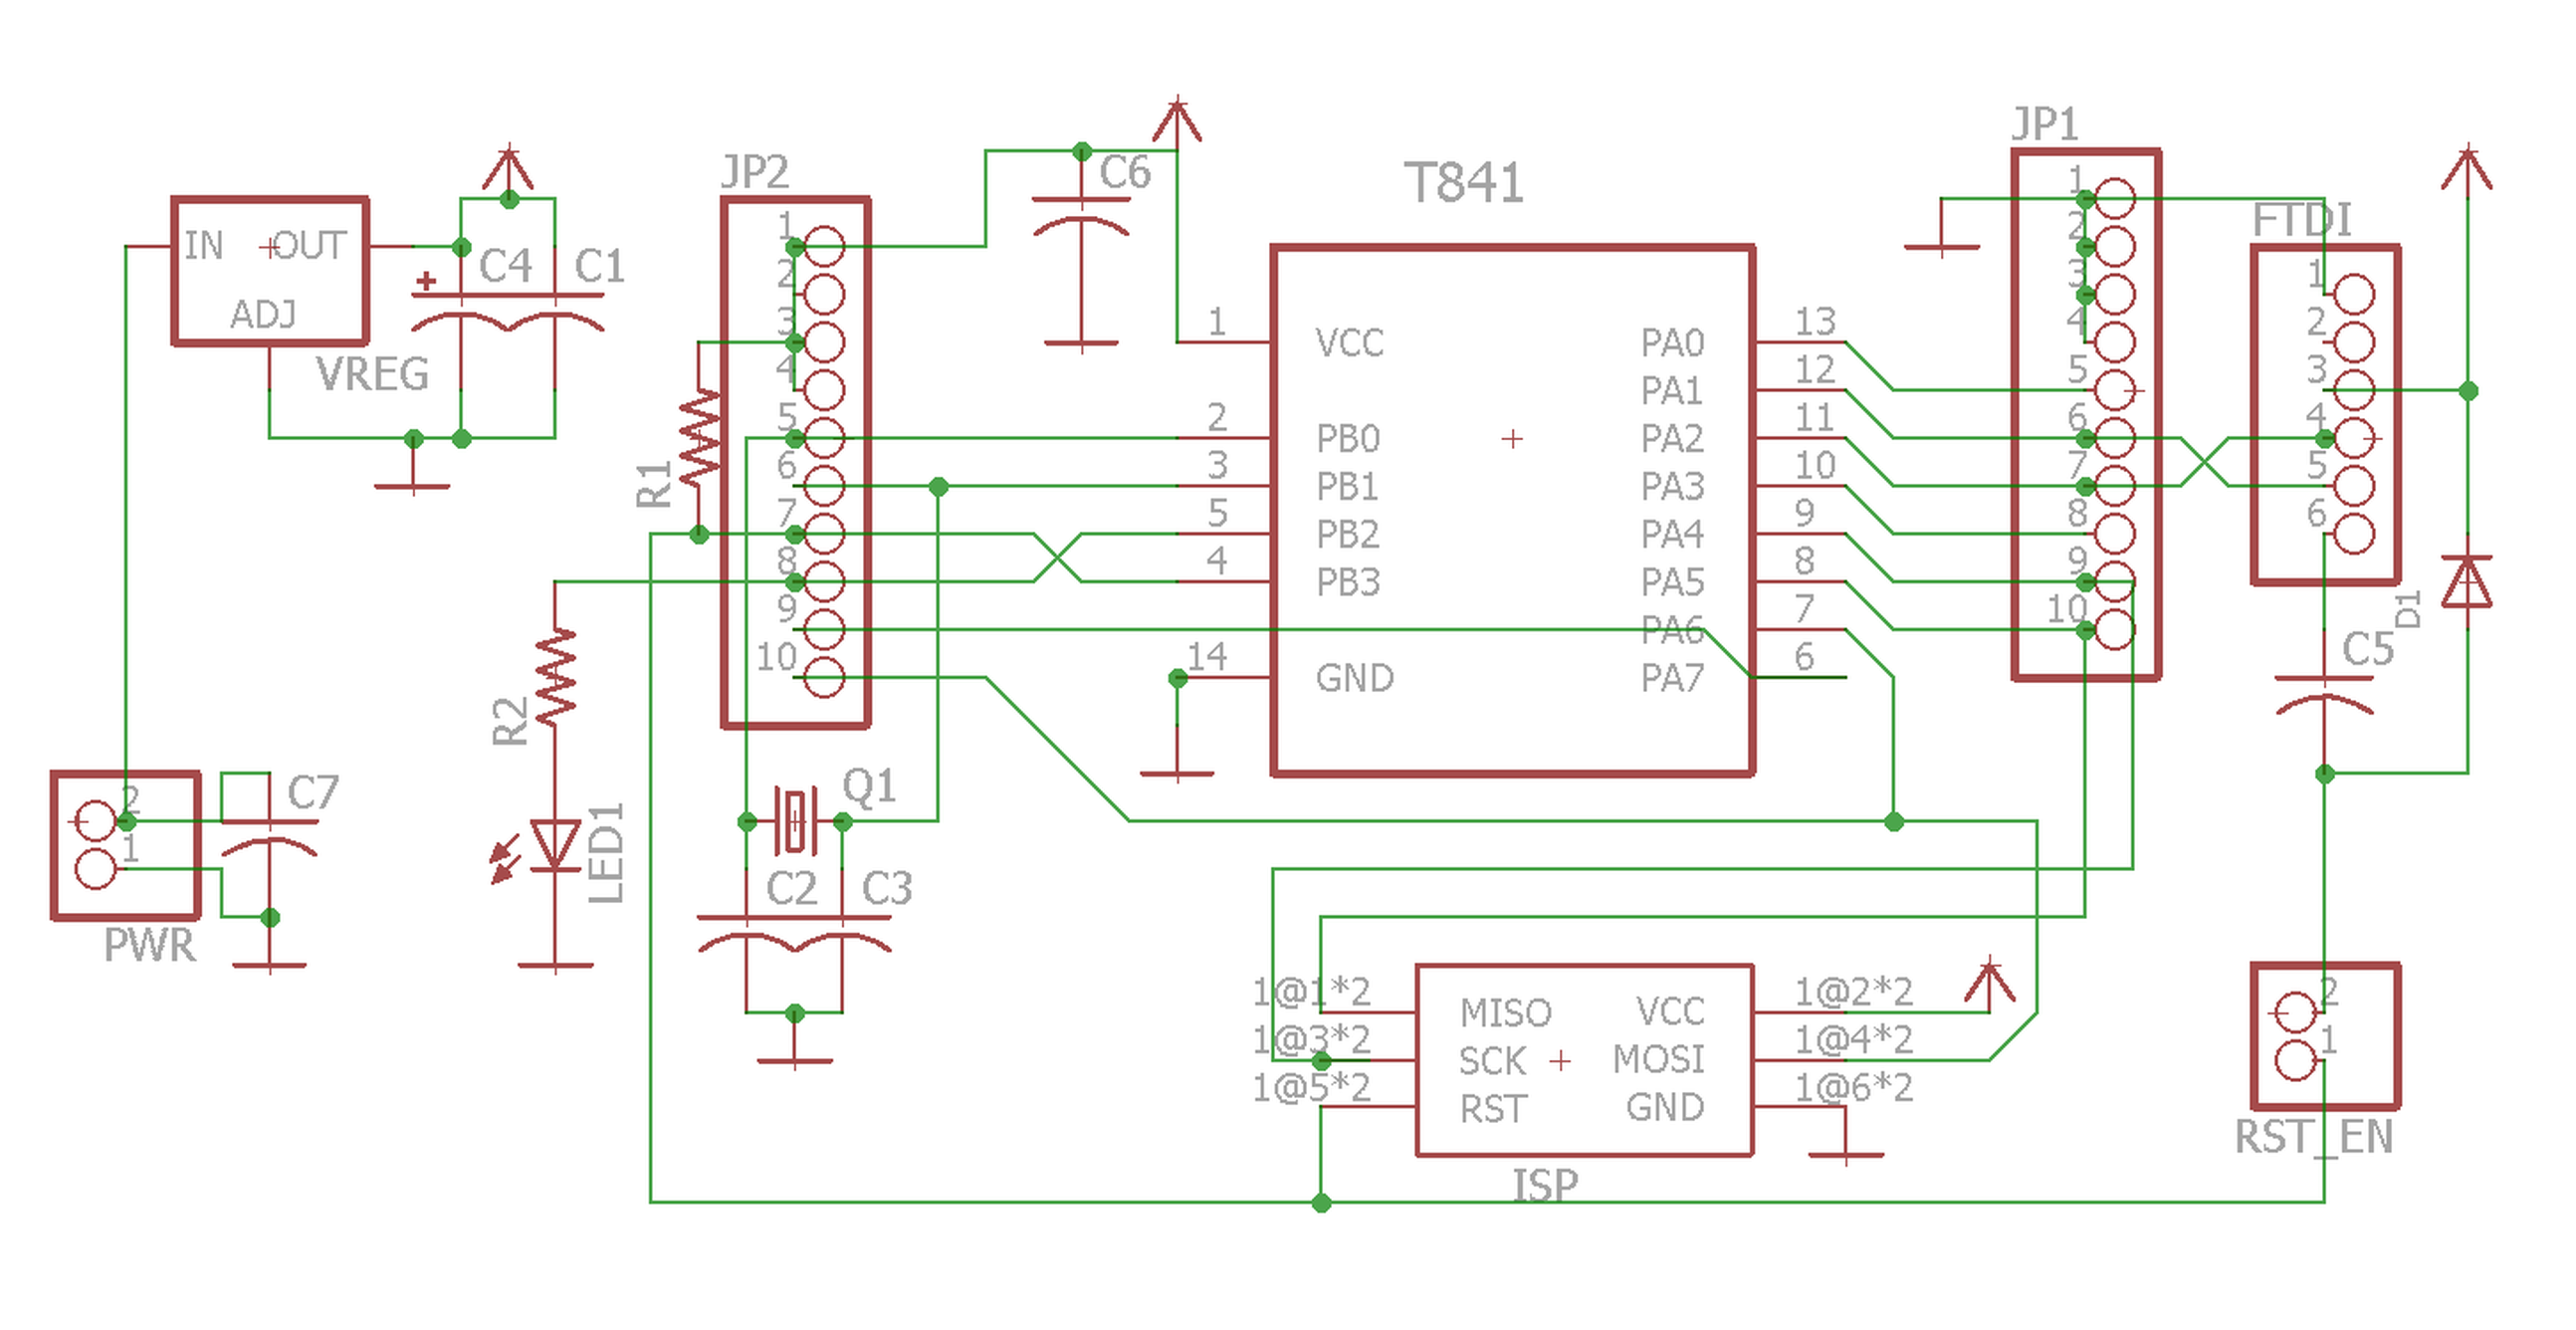 IN OUT
ADJ
VREG
C4
C1
PWR
2
1
C7
R2
LED1
R1
JP2
1
2
3
4
5
6
7
8
9
10
Q1
C2
C3
C6
T841
1 VCC
2 PB0
3 PB1
5 PB2
4 PB3
14 GND
PA0 13
PA1 12
PA2 11
PA3 10
PA4 9
PA5 8
PA6 7
PA7 6
JP1
1
2
3
4
5
6
7
8
9
10
FTDI
1
2
3
4
5
6
D1
C5
1@1*2 MISO VCC 1@2*2
1@3*2 SCK MOSI 1@4*2
1@5*2 RST GND 1@6*2
ISP
2
1
RST_EN